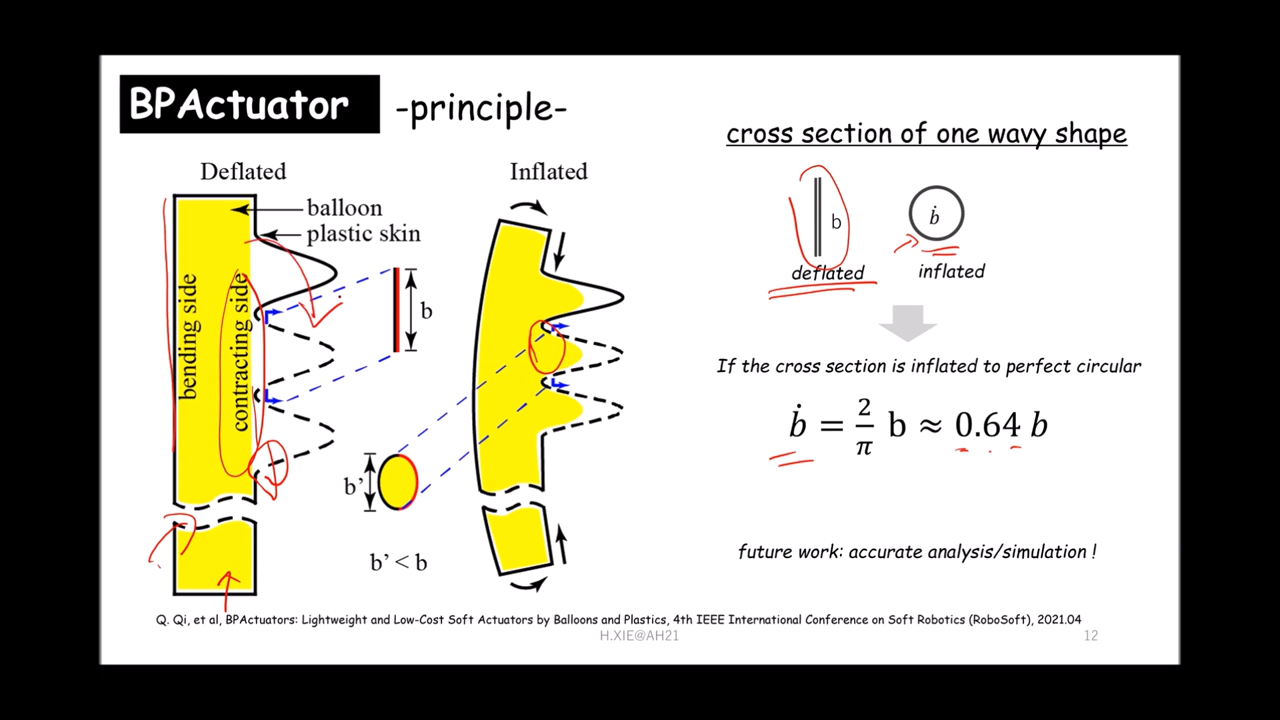 BPActuator -principle-
Deflated
balloon
plastic skin
bending side
contracting side
b
b'
b' < b
Inflated
cross section of one wavy shape
b
ḃ
deflated
inflated
If the cross section is inflated to perfect circular
ḃ = 2/π b ≈ 0.64 b
future work: accurate analysis/simulation !
Q. Qi, et al, BPActuators: Lightweight and Low-Cost Soft Actuators by Balloons and Plastics, 4th IEEE International Conference on Soft Robotics (RoboSoft), 2021.04
H.XIE@AH21
12